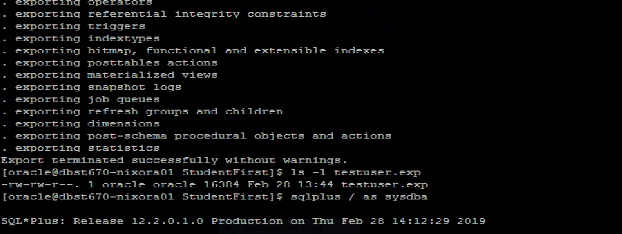 . exporting operators
. exporting referential integrity constraints
. exporting triggers
. exporting indextypes
. exporting bitmap, functional and extensible indexes
. exporting posttables actions
. exporting materialized views
. exporting snapshot logs
. exporting job queues
. exporting refresh groups and children
. exporting dimensions
. exporting post-schema procedural objects and actions
. exporting statistics
Export terminated successfully without warnings.
[oracle@dbst670-nixora01 StudentFirst]$ ls -l testuser.exp
-rw-rw-r--. 1 oracle oracle 16384 Feb 28 13:44 testuser.exp
[oracle@dbst670-nixora01 StudentFirst]$ sqlplus / as sysdba
SQL*Plus: Release 12.2.0.1.0 Production on Thu Feb 28 14:12:29 2019